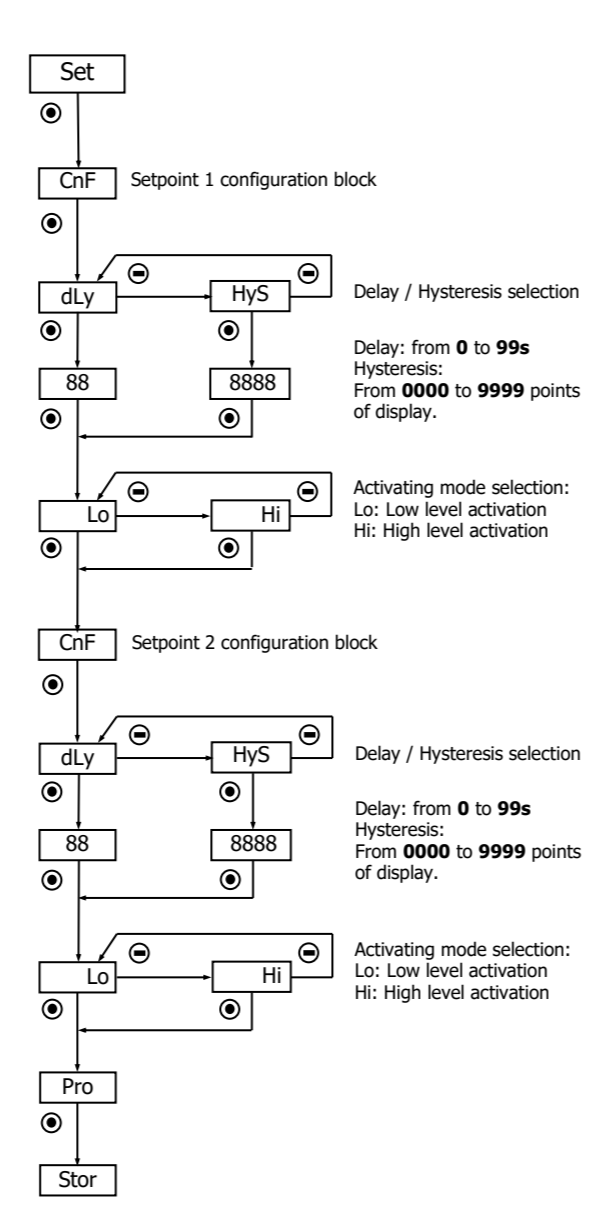 Set
CnF Setpoint 1 configuration block
dLy HyS Delay / Hysteresis selection
Delay: from 0 to 99s
Hysteresis:
88 8888 From 0000 to 9999 points
of display.
Activating mode selection:
Lo Hi Lo: Low level activation
Hi: High level activation
CnF Setpoint 2 configuration block
dLy HyS Delay / Hysteresis selection
Delay: from 0 to 99s
Hysteresis:
88 8888 From 0000 to 9999 points
of display.
Activating mode selection:
Lo Hi Lo: Low level activation
Hi: High level activation
Pro
Stor